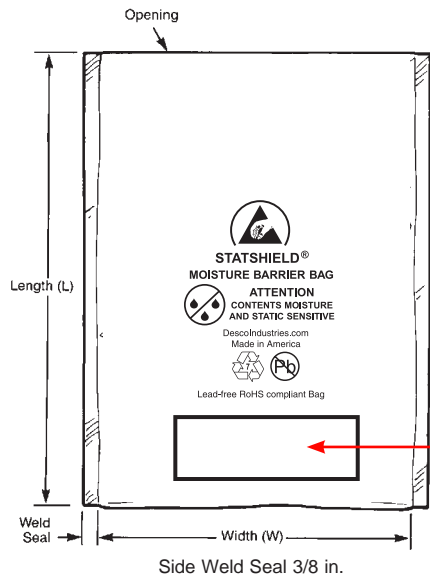 Opening
Length (L)
STATSHIELD®
MOISTURE BARRIER BAG
ATTENTION
CONTENTS MOISTURE
AND STATIC SENSITIVE
DescoIndustries.com
Made in America
7
Pb
Lead-free RoHS compliant Bag
Weld
Seal
Width (W)
Side Weld Seal 3/8 in.